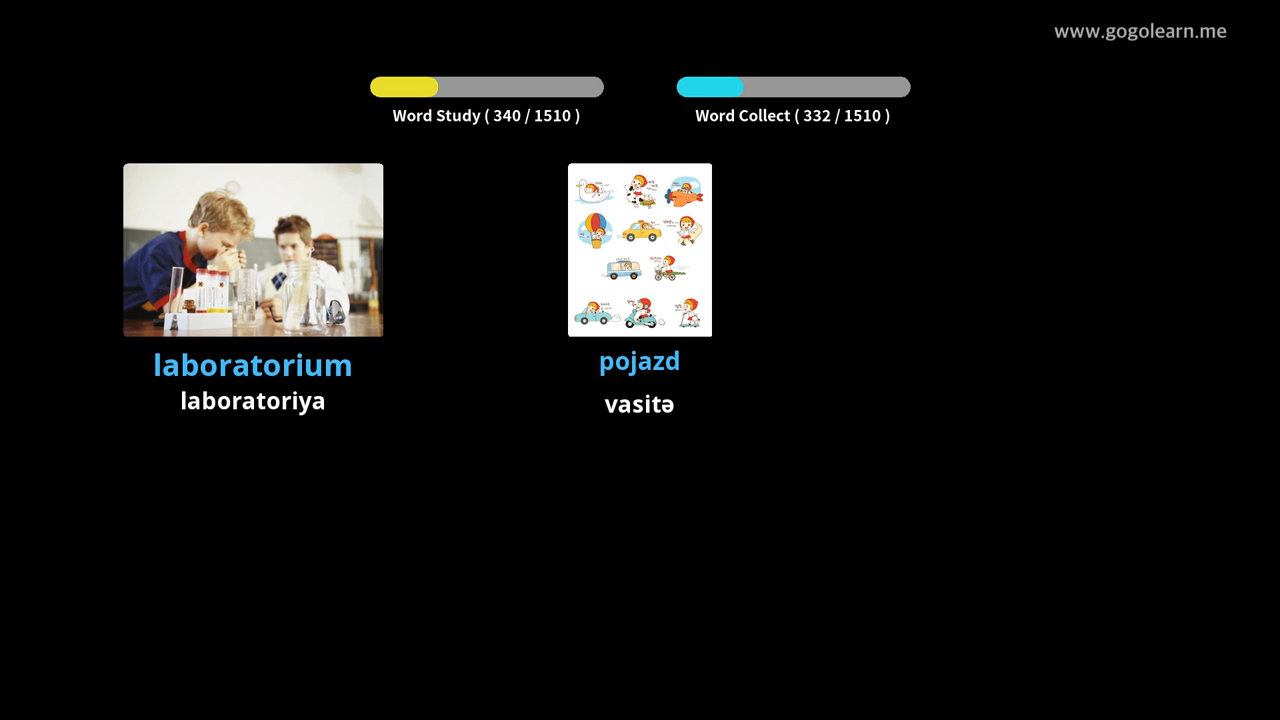 www.gogolearn.me
Word Study ( 340 / 1510 )
Word Collect ( 332 / 1510 )
laboratorium
laboratoriya
pojazd
vasitə